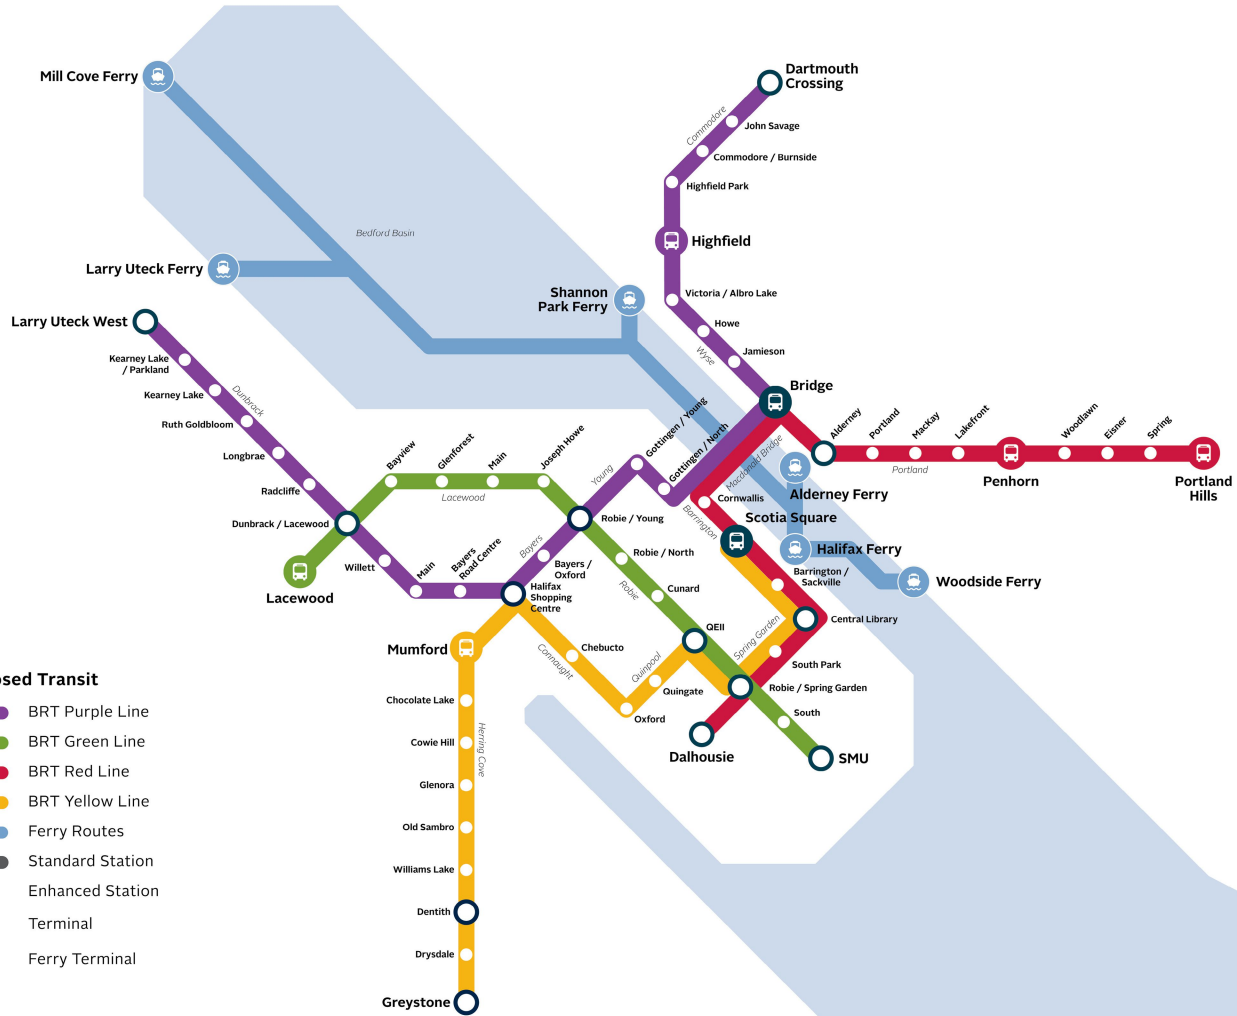 Mill Cove Ferry
Dartmouth
Crossing
John Savage
Commodore
Commodore / Burnside
Highfield Park
Bedford Basin
Highfield
Larry Uteck Ferry
Shannon
Park Ferry
Victoria / Albro Lake
Larry Uteck West
Howe
Wyse
Jamieson
Kearney Lake
/ Parkland
Kearney Lake
Dunbrack
Ruth Goldbloom
Longbrae
Radcliffe
Dunbrack / Lacewood
Bridge
Gottingen / Young
Gottingen / North
Macdonald Bridge
Alderney
Portland
MacKay
Lakefront
Woodlawn
Eisner
Spring
Portland
Penhorn
Portland
Hills
Bayview
Glenforest
Main
Joseph Howe
Lacewood
Young
Alderney Ferry
Cornwallis
Barrington
Scotia Square
Robie / Young
Halifax Ferry
Woodside Ferry
Willett
Main
Bayers
Road Centre
Bayers
Bayers /
Oxford
Robie / North
Lacewood
Halifax
Shopping
Centre
Robie
Cunard
Barrington /
Sackville
Central Library
QEII
Spring Garden
Mumford
Chebucto
Connaught
Quinpool
South Park
Quingate
Robie / Spring Garden
Oxford
South
Dalhousie
SMU
Chocolate Lake
Cowie Hill
Herring Cove
Glenora
Old Sambro
Williams Lake
Dentith
Drysdale
Greystone
osed Transit
BRT Purple Line
BRT Green Line
BRT Red Line
BRT Yellow Line
Ferry Routes
Standard Station
Enhanced Station
Terminal
Ferry Terminal